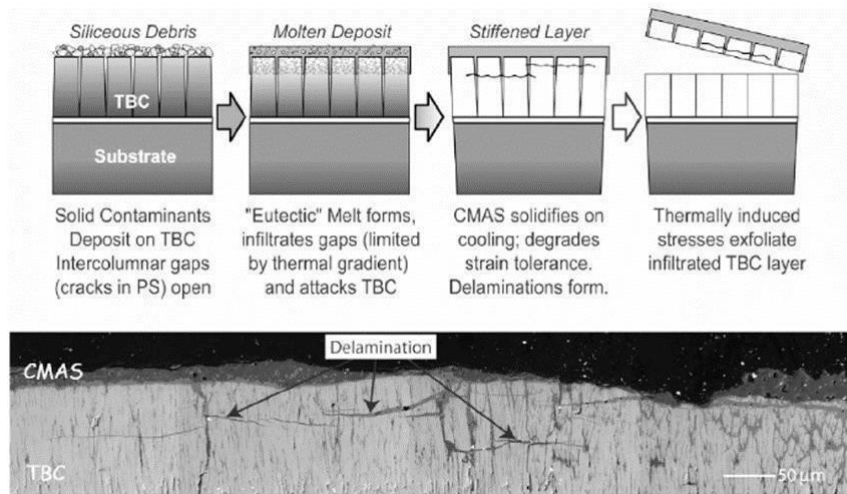 Siliceous Debris
Molten Deposit
Stiffened Layer
TBC
Substrate
Solid Contaminants
Deposit on TBC
Intercolumnar gaps
(cracks in PS) open
"Eutectic" Melt forms,
infiltrates gaps (limited
by thermal gradient)
and attacks TBC
CMAS solidifies on
cooling; degrades
strain tolerance.
Delaminations form.
Thermally induced
stresses exfoliate
infiltrated TBC layer
Delamination
CMAS
TBC
50 µm